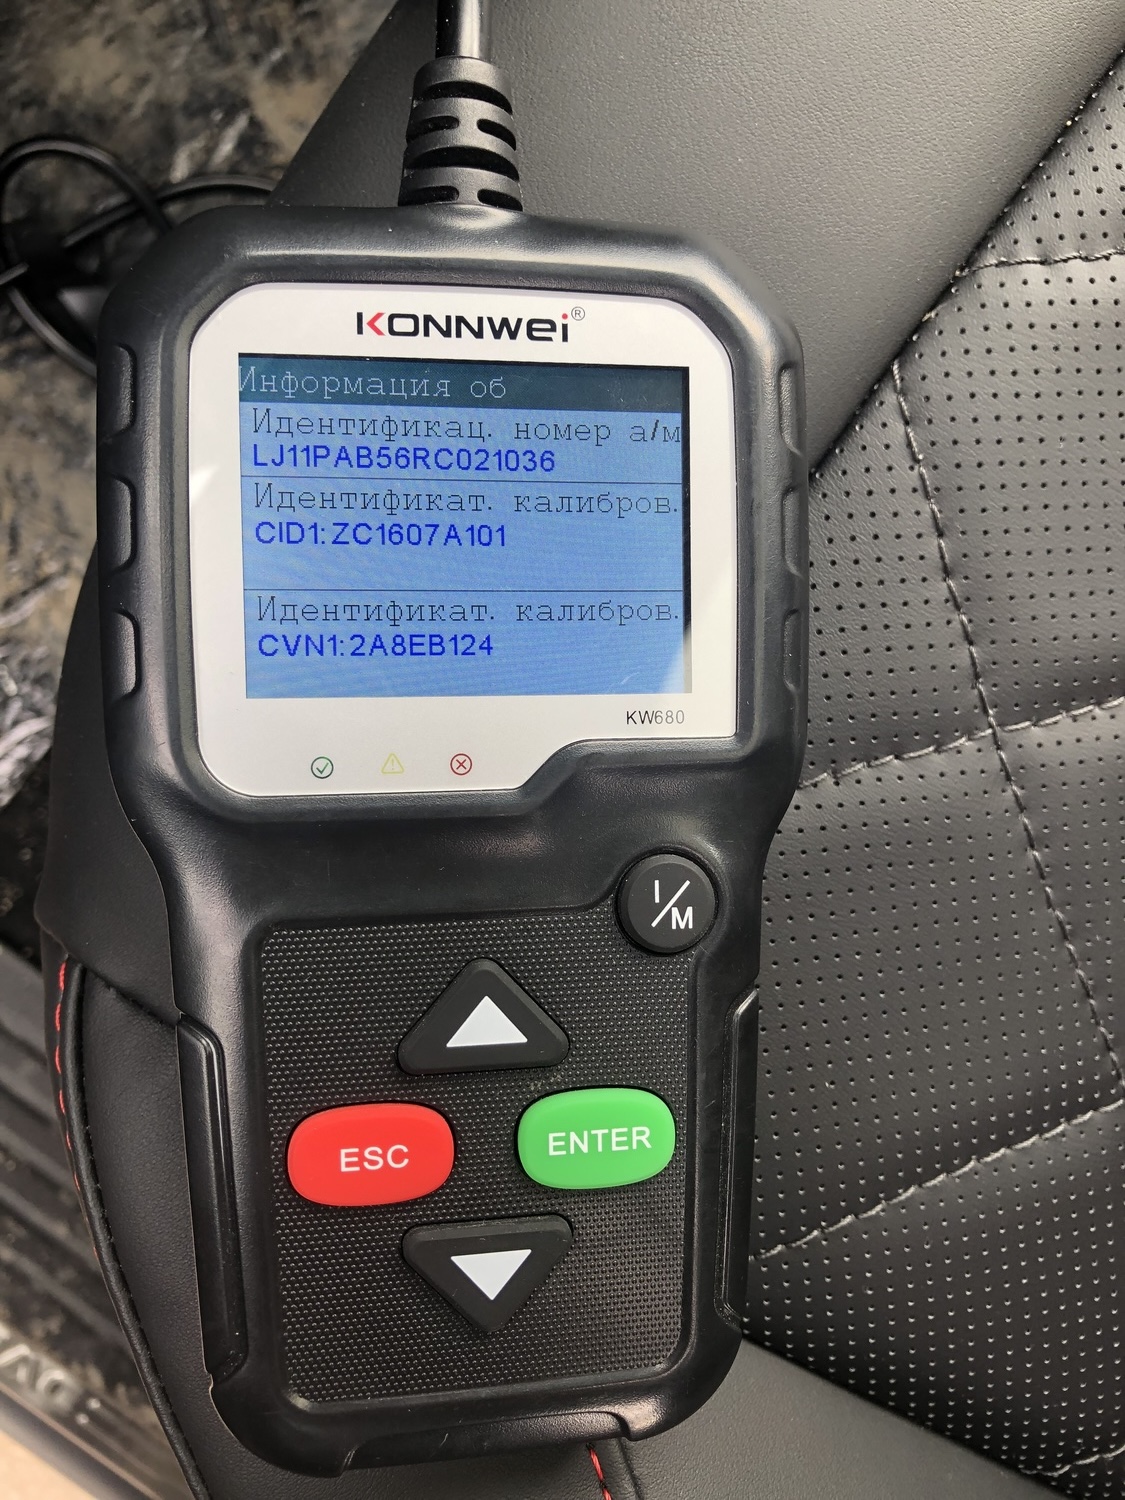 KONNWEI®
Информация об
Идентификац. номер а/м
LJ11PAB56RC021036
Идентификат. калибров.
CID1:ZC1607A101
Идентификат. калибров.
CVN1:2A8EB124
KW680
I/M
ESC
ENTER